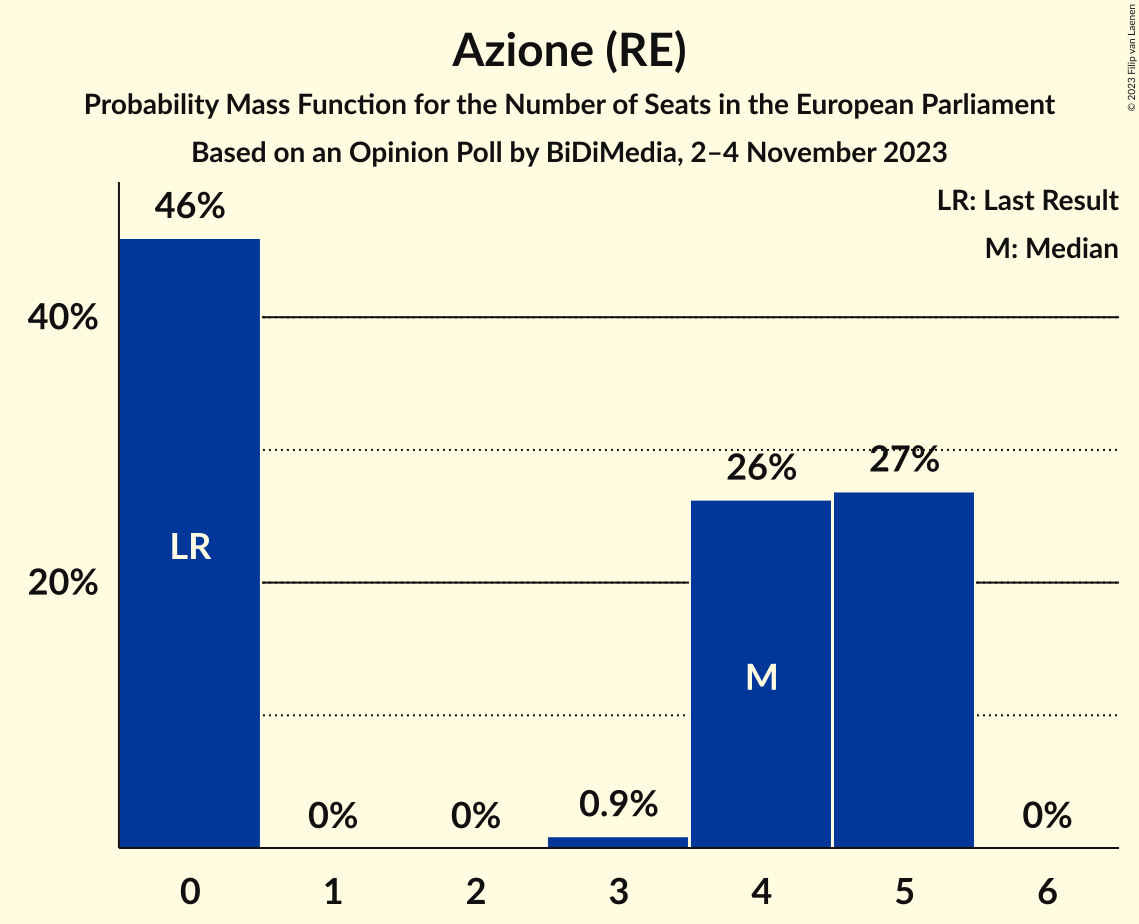 Azione (RE)
Probability Mass Function for the Number of Seats in the European Parliament
Based on an Opinion Poll by BiDiMedia, 2–4 November 2023
© 2023 Filip van Laenen
LR: Last Result
M: Median
46%
40%
26%
27%
LR
20%
M
0%
0%
0.9%
0%
0
1
2
3
4
5
6